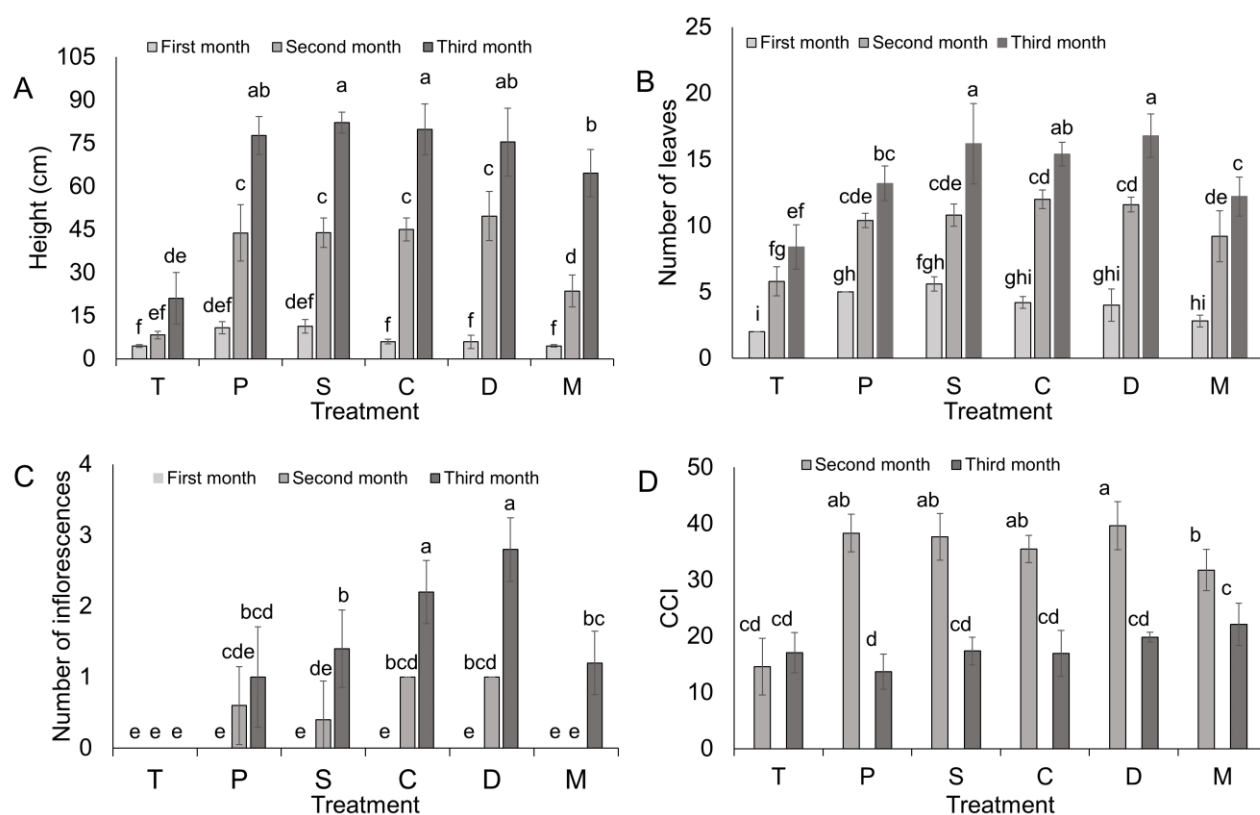 A
First month Second month Third month
Height (cm)
105
90
75
60
45
30
15
0
f ef de
def c ab
def c a
f c a
f c ab
f d b
T P S C D M
Treatment
B
First month Second month Third month
Number of leaves
25
20
15
10
5
0
i fg ef
gh cde bc
fgh cde a
ghi cd ab
ghi cd a
hi de c
T P S C D M
Treatment
C
First month Second month Third month
Number of inflorescences
4
3
2
1
0
e e e
e cde bcd
e de b
e bcd a
e bcd a
e e bc
T P S C D M
Treatment
D
Second month Third month
CCI
50
40
30
20
10
0
cd cd
ab d
ab cd
ab cd
a cd
b c
T P S C D M
Treatment